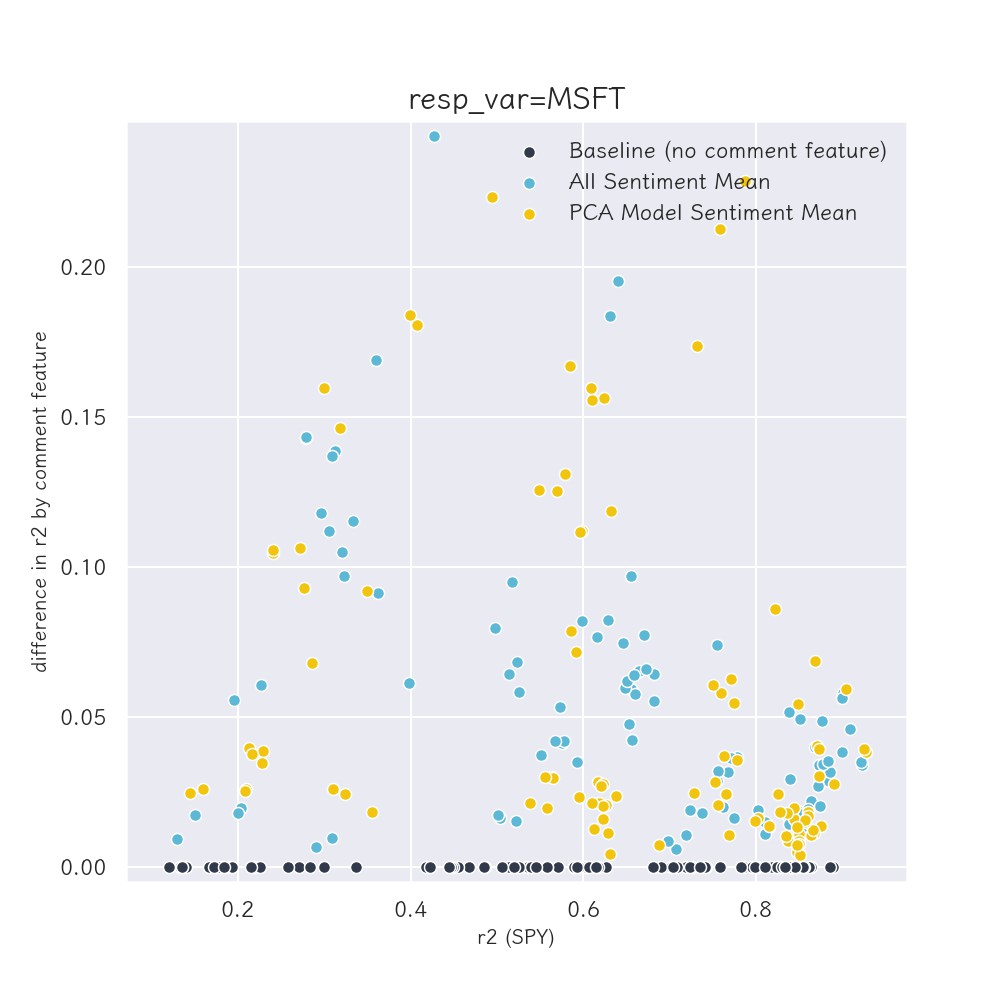 resp_var=MSFT
Baseline (no comment feature)
All Sentiment Mean
PCA Model Sentiment Mean
difference in r2 by comment feature
0.20
0.15
0.10
0.05
0.00
0.2 0.4 0.6 0.8
r2 (SPY)